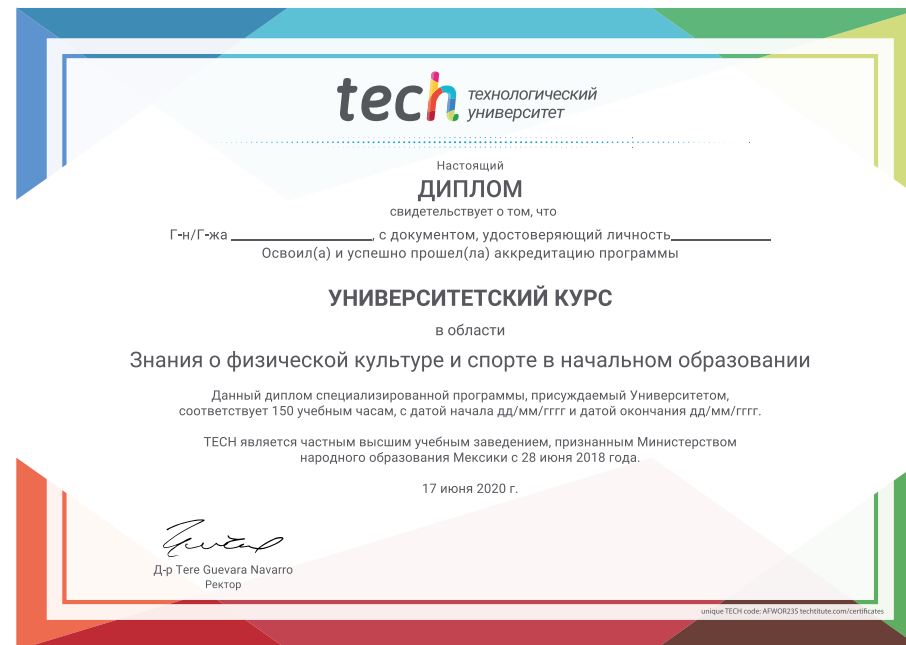 tech технологический
университет
Настоящий
ДИПЛОМ
свидетельствует о том, что
Г-н/Г-жа ____________, с документом, удостоверяющий личность____________
Освоил(а) и успешно прошел(ла) аккредитацию программы
УНИВЕРСИТЕТСКИЙ КУРС
в области
Знания о физической культуре и спорте в начальном образовании
Данный диплом специализированной программы, присуждаемый Университетом,
соответствует 150 учебным часам, с датой начала дд/мм/гггг и датой окончания дд/мм/гггг.
TECH является частным высшим учебным заведением, признанным Министерством
народного образования Мексики с 28 июня 2018 года.
17 июня 2020 г.
Д-р Tere Guevara Navarro
Ректор
unique TECH code: AFWOR23S techtitute.com/certificates